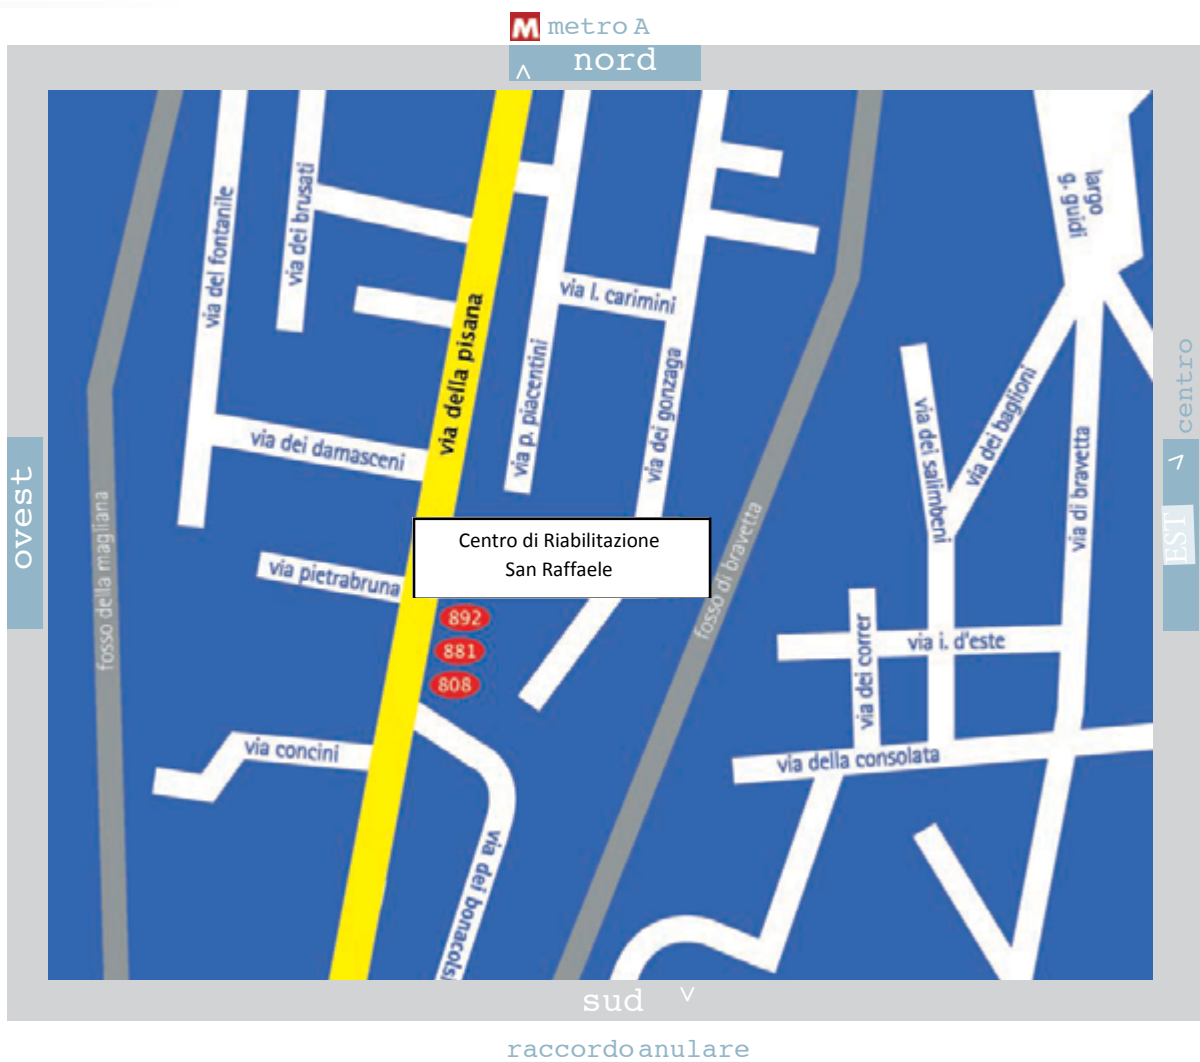 M metro A
nord
^
largo
g. guidi
via dei brusati
via del fontanile
via l. carimini
via della pisana
via p. piacentini
via dei gonzaga
centro
via dei baglioni
via dei salimbeni
via di bravetta
via dei damasceni
ovest
fosso della magliana
>
EST
fosso di bravetta
Centro di Riabilitazione
San Raffaele
via pietrabruna
892
881
808
via dei correr
via i. d'este
via concini
via della consolata
via dei bonacolsi
sud >
raccordo anulare